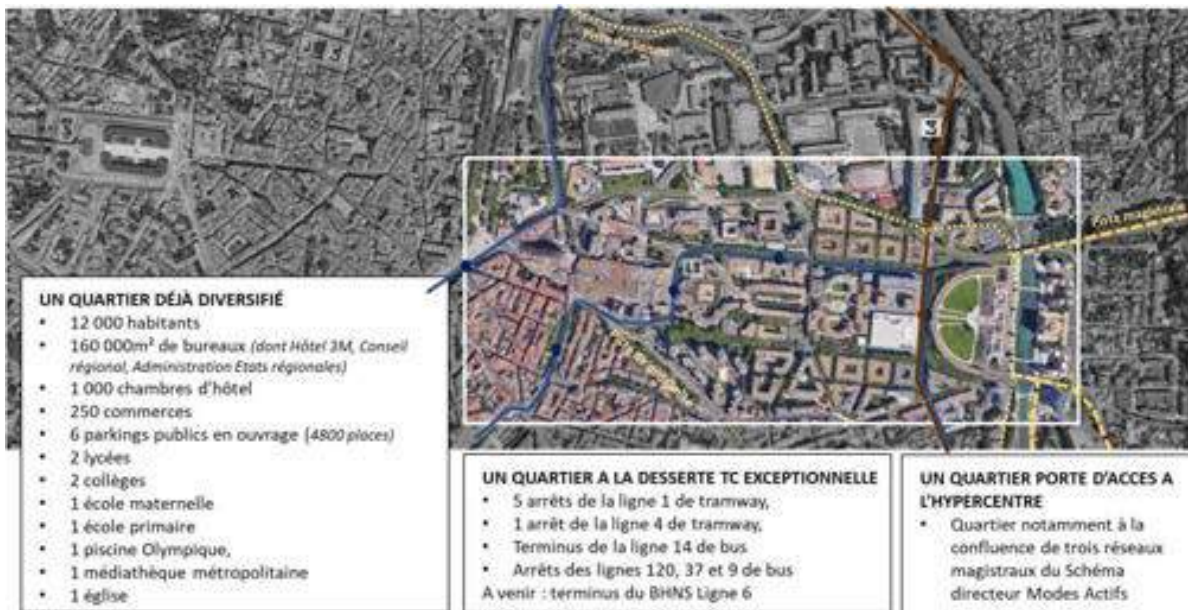 Piste magistrale
UN QUARTIER DÉJÀ DIVERSIFIÉ
• 12 000 habitants
• 160 000m² de bureaux (dont Hôtel 3M, Conseil
régional, Administration Etats régionales)
• 1 000 chambres d'hôtel
• 250 commerces
• 6 parkings publics en ouvrage (4800 places)
• 2 lycées
• 2 collèges
• 1 école maternelle
• 1 école primaire
• 1 piscine Olympique,
• 1 médiathèque métropolitaine
• 1 église
UN QUARTIER A LA DESSERTE TC EXCEPTIONNELLE
• 5 arrêts de la ligne 1 de tramway,
• 1 arrêt de la ligne 4 de tramway,
• Terminus de la ligne 14 de bus
• Arrêts des lignes 120, 37 et 9 de bus
A venir : terminus du BHNS Ligne 6
UN QUARTIER PORTE D'ACCES A
L'HYPERCENTRE
• Quartier notamment à la
confluence de trois réseaux
magistraux du Schéma
directeur Modes Actifs